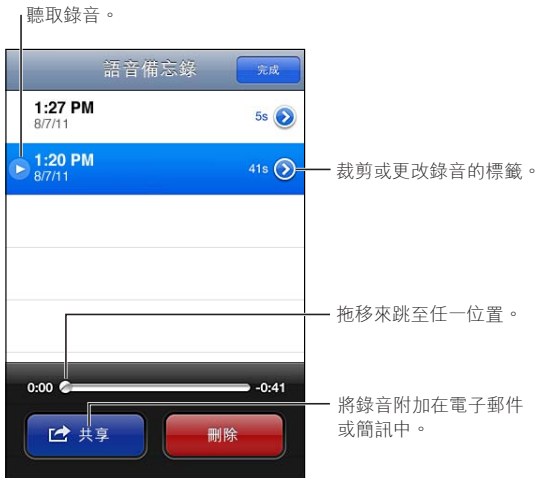 聽取錄音。
語音備忘錄
完成
1:27 PM
8/7/11
5s
1:20 PM
8/7/11
41s
裁剪或更改錄音的標籤。
拖移來跳至任一位置。
0:00
-0:41
將錄音附加在電子郵件
或簡訊中。
共享
刪除